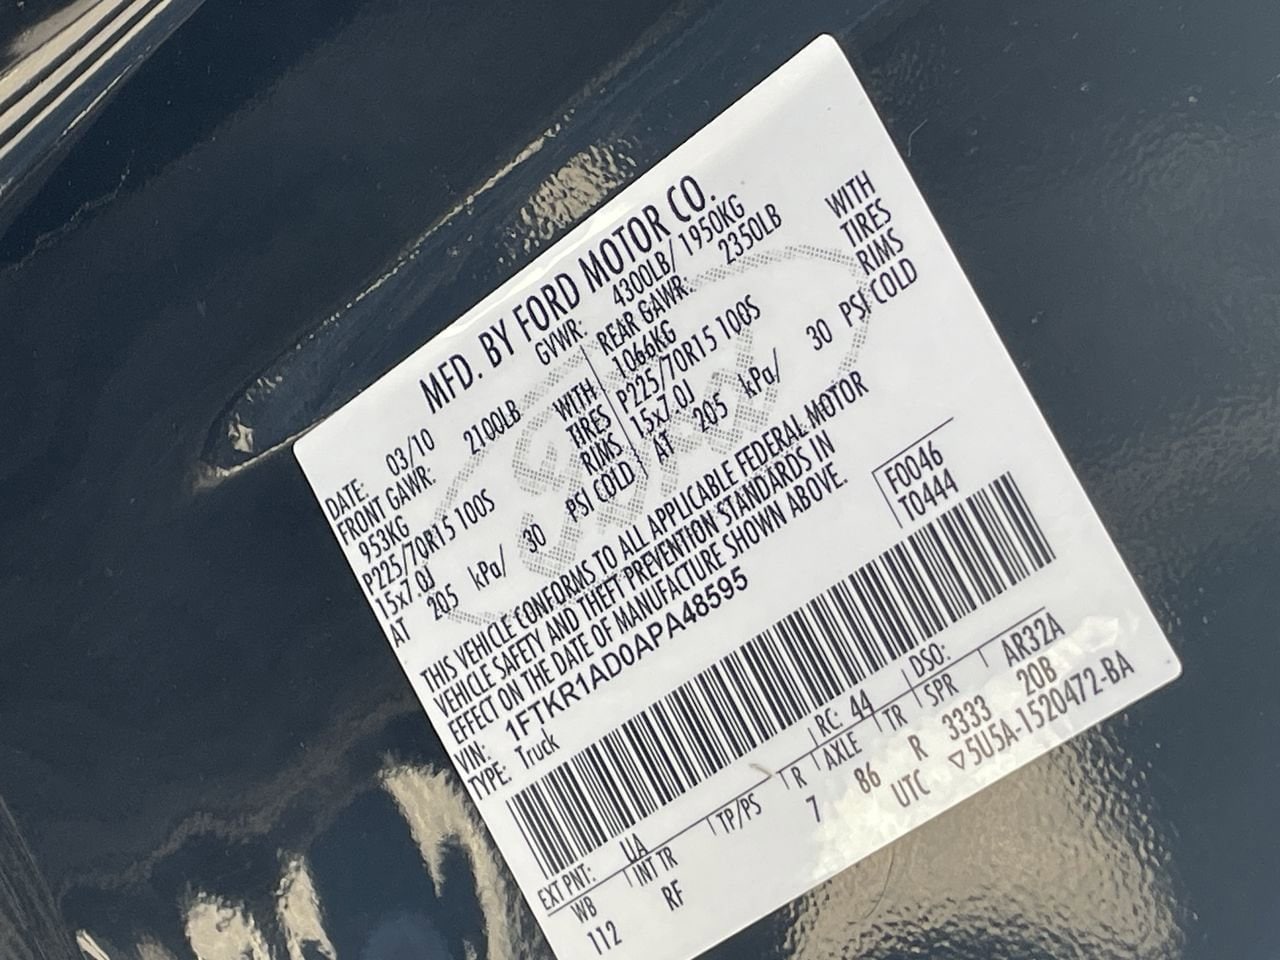 MFD. BY FORD MOTOR CO.
DATE: 03/10 GVWR: 4300LB/ 1950KG
FRONT GAWR: 2100LB REAR GAWR: 2350LB
953KG WITH 1066KG WITH
P225/70R15 100S TIRES P225/70R15 100S TIRES
15x7.0J RIMS 15x7.0J RIMS
AT 205 kPa/ 30 PSI COLD AT 205 kPa/ 30 PSI COLD
THIS VEHICLE CONFORMS TO ALL APPLICABLE FEDERAL MOTOR
VEHICLE SAFETY AND THEFT PREVENTION STANDARDS IN
EFFECT ON THE DATE OF MANUFACTURE SHOWN ABOVE.
VIN: 1FTKR1AD0APA48595 F0046
TYPE: Truck T0444
EXT PNT: UA RC: 44 DSO:
WB INT TR TP/PS R AXLE TR SPR AR32A
112 RF 7 86 R 3333 20B
UTC ▽5U5A-1520472-BA